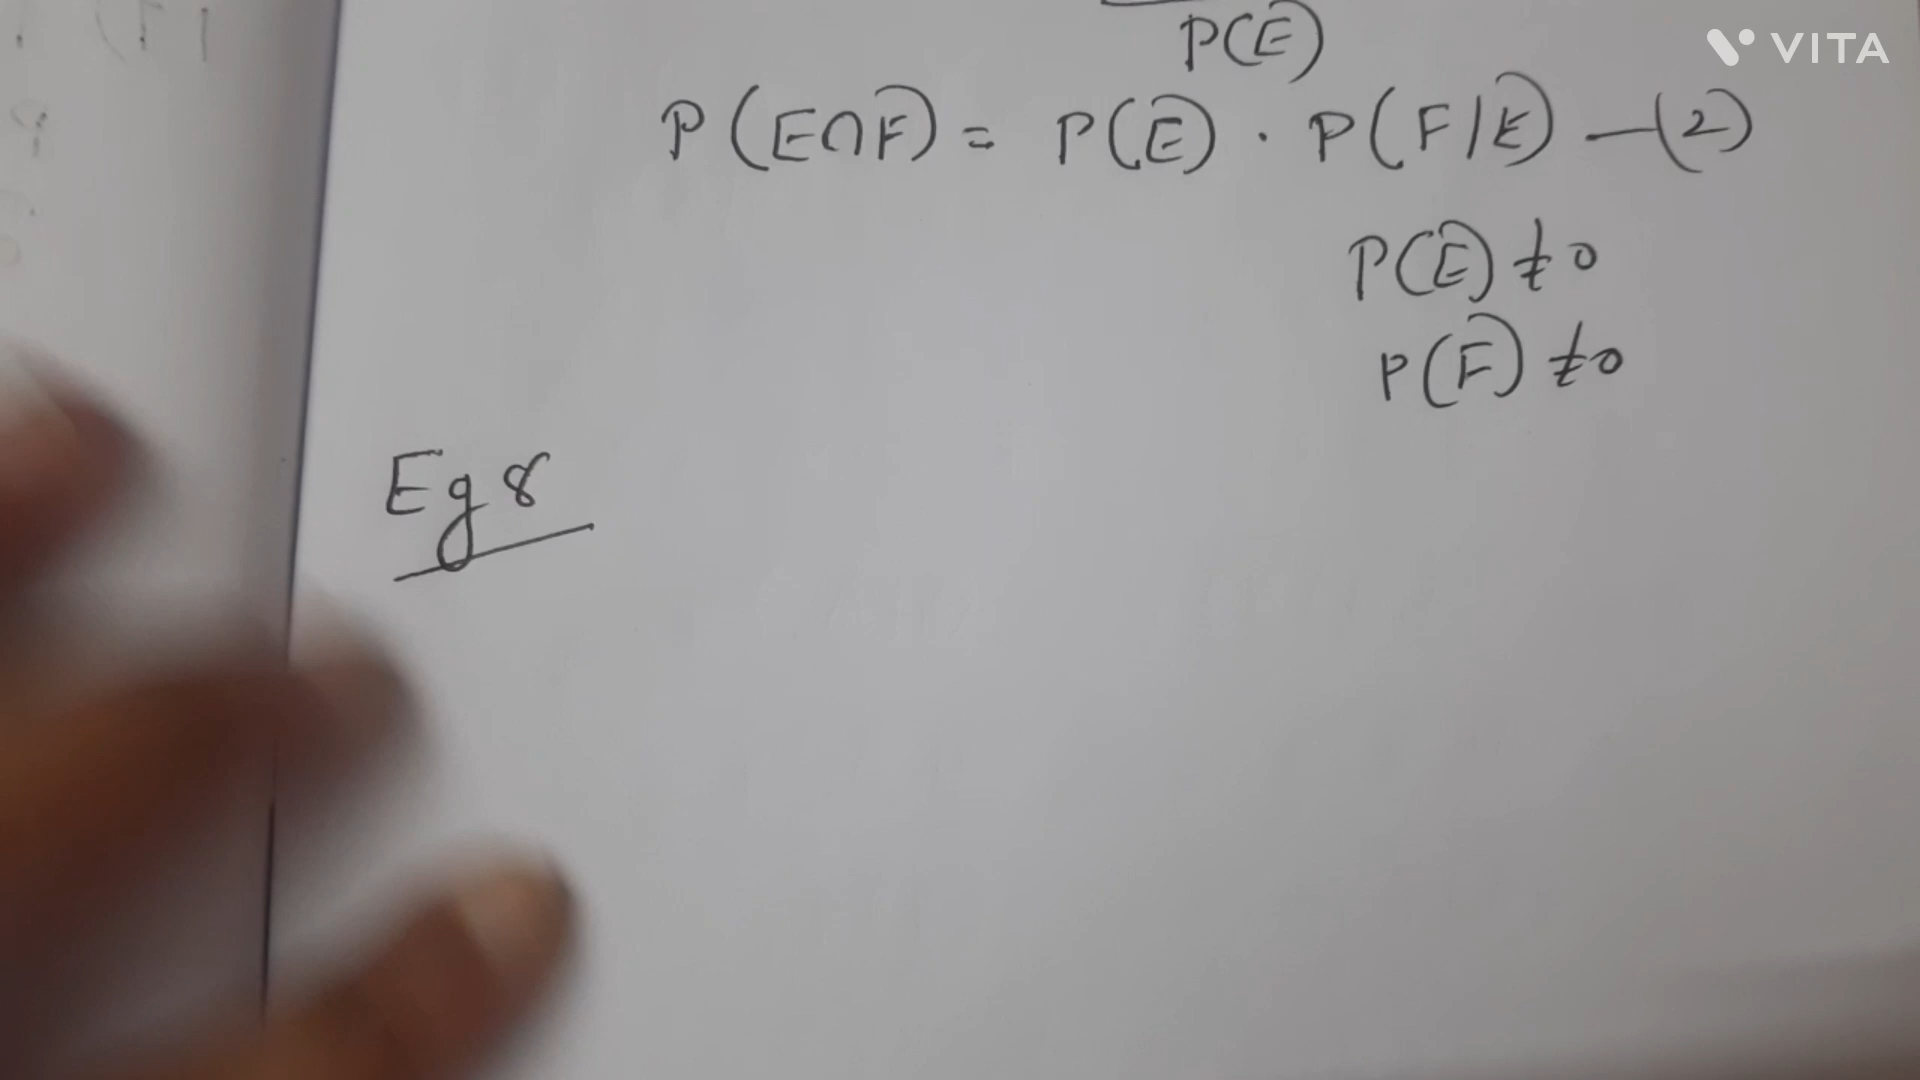 VITA
P(E)
P(E∩F) = P(E) . P(F/E) —(2)
P(E) ≠ 0
P(F) ≠ 0
Eg 8